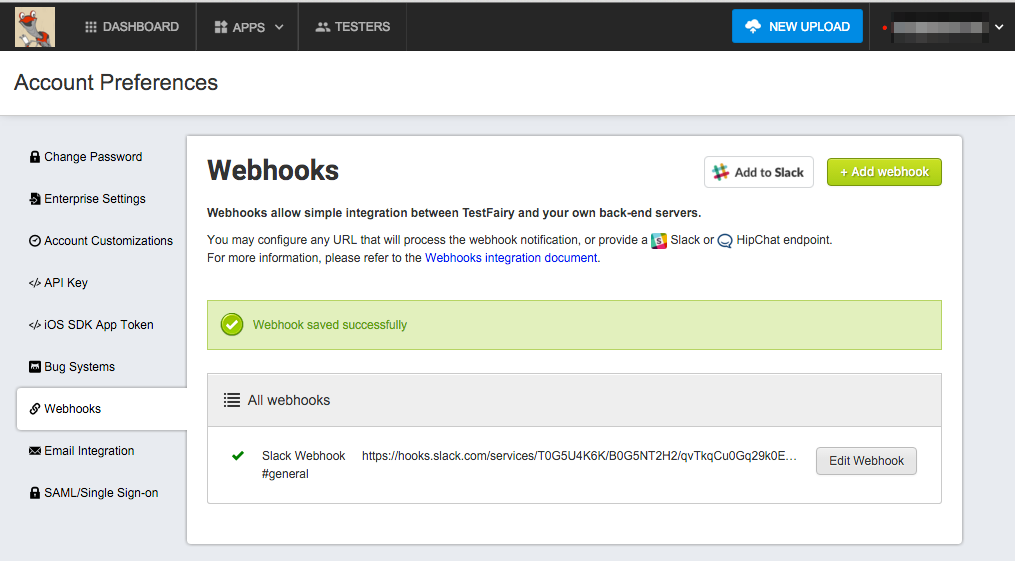 DASHBOARD
APPS
TESTERS
NEW UPLOAD
Account Preferences
Change Password
Enterprise Settings
Account Customizations
</> API Key
</> iOS SDK App Token
Bug Systems
Webhooks
Email Integration
SAML/Single Sign-on
Webhooks
Add to Slack
+ Add webhook
Webhooks allow simple integration between TestFairy and your own back-end servers.
You may configure any URL that will process the webhook notification, or provide a Slack or HipChat endpoint.
For more information, please refer to the Webhooks integration document.
Webhook saved successfully
All webhooks
Slack Webhook
#general
https://hooks.slack.com/services/T0G5U4K6K/B0G5NT2H2/qvTkqCu0Gq29k0E...
Edit Webhook